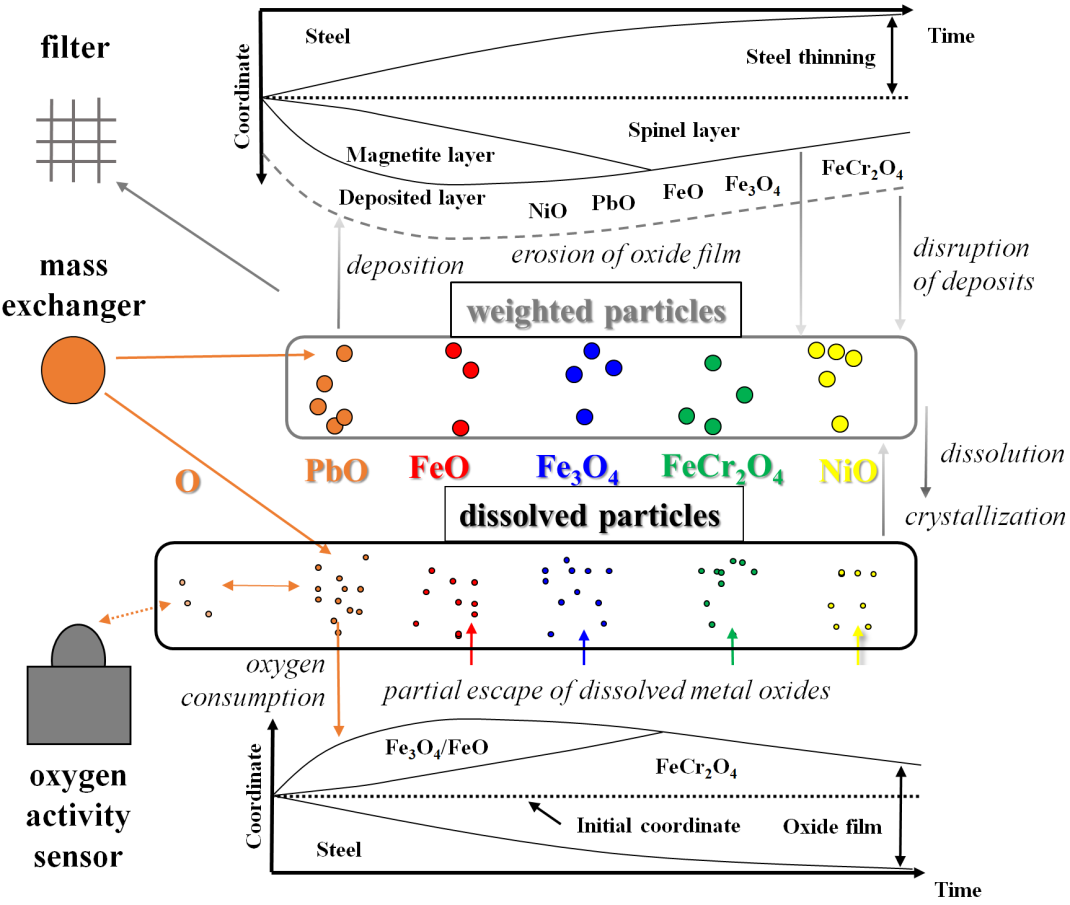 filter
Steel
Time
Steel thinning
Coordinate
Spinel layer
Magnetite layer
Deposited layer
NiO
PbO
FeO
Fe₃O₄
FeCr₂O₄
deposition
erosion of oxide film
disruption
of deposits
mass
exchanger
weighted particles
O
PbO
FeO
Fe₃O₄
FeCr₂O₄
NiO
dissolution
crystallization
dissolved particles
oxygen
consumption
partial escape of dissolved metal oxides
oxygen
activity
sensor
Coordinate
Fe₃O₄/FeO
FeCr₂O₄
Initial coordinate
Oxide film
Steel
Time